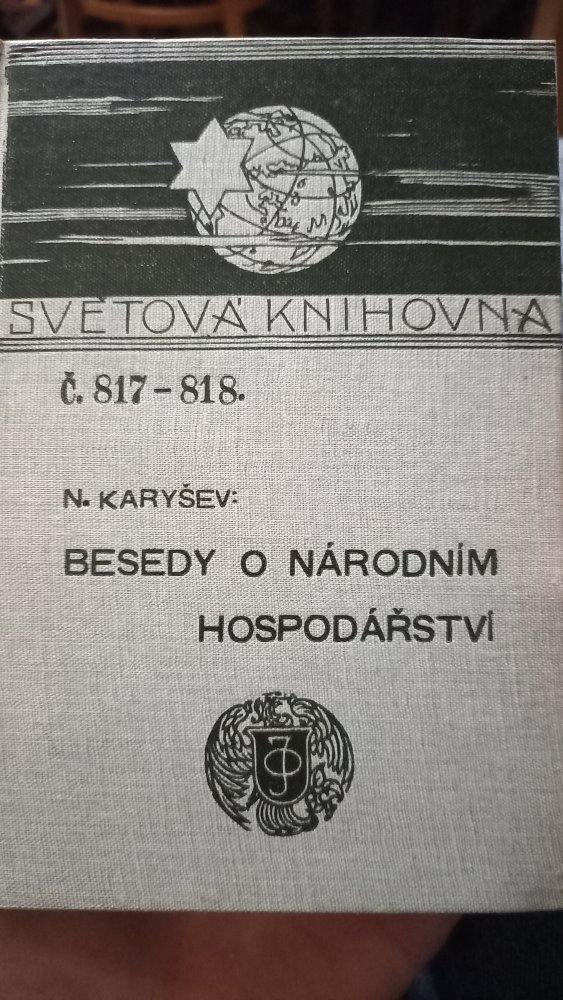 SVĚTOVÁ KNIHOVNA
Č. 817 – 818.
N. KARYŠEV:
BESEDY O NÁRODNÍM
HOSPODÁŘSTVÍ